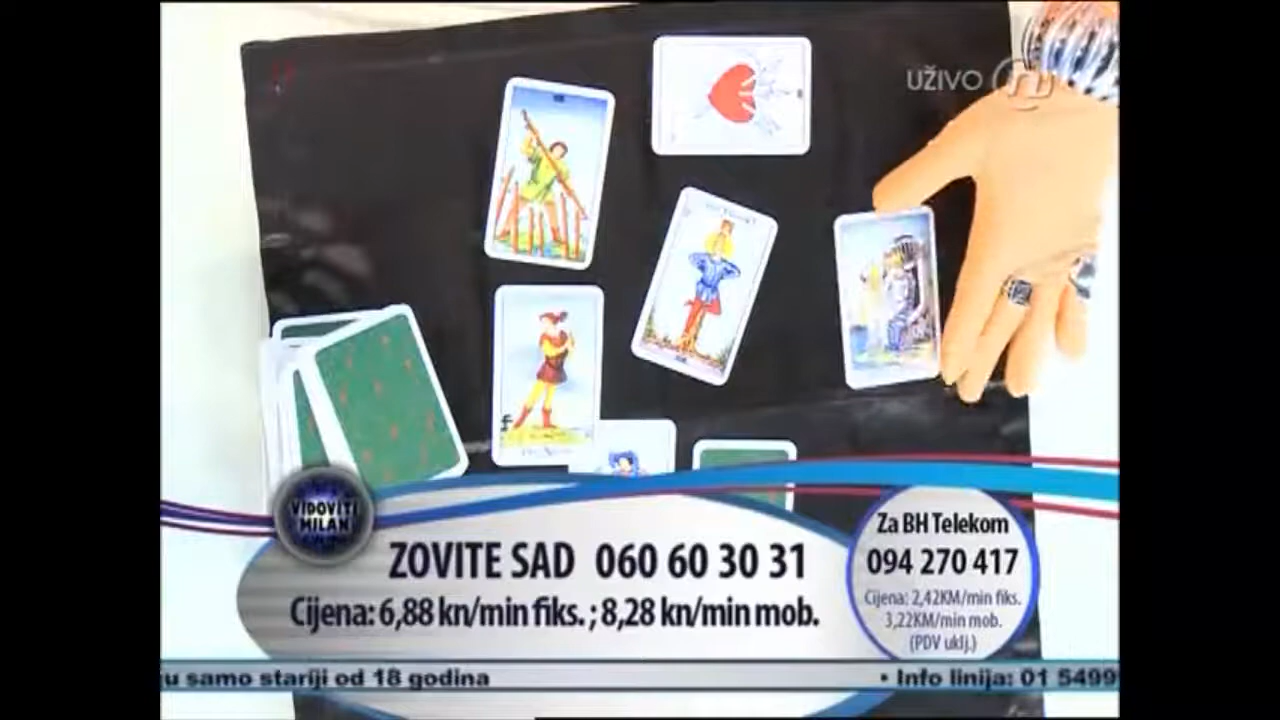 UŽIVO
VIDOVITI
MILAN
ZOVITE SAD 060 60 30 31
Cijena: 6,88 kn/min fiks. ; 8,28 kn/min mob.
Za BH Telekom
094 270 417
Cijena: 2,42KM/min fiks.
3,22KM/min mob.
(PDV uklj.)
u samo stariji od 18 godina • Info linija: 01 5499